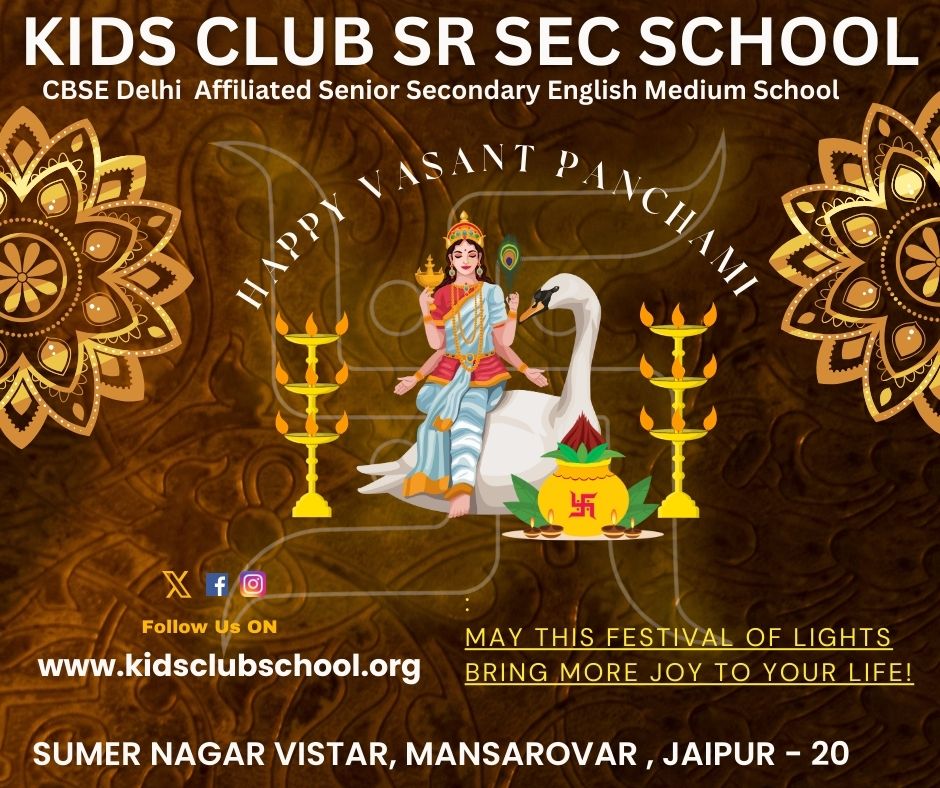 KIDS CLUB SR SEC SCHOOL
CBSE Delhi Affiliated Senior Secondary English Medium School
HAPPY VASANT PANCHAMI
Follow Us ON
www.kidsclubschool.org
:
MAY THIS FESTIVAL OF LIGHTS
BRING MORE JOY TO YOUR LIFE!
SUMER NAGAR VISTAR, MANSAROVAR , JAIPUR - 20